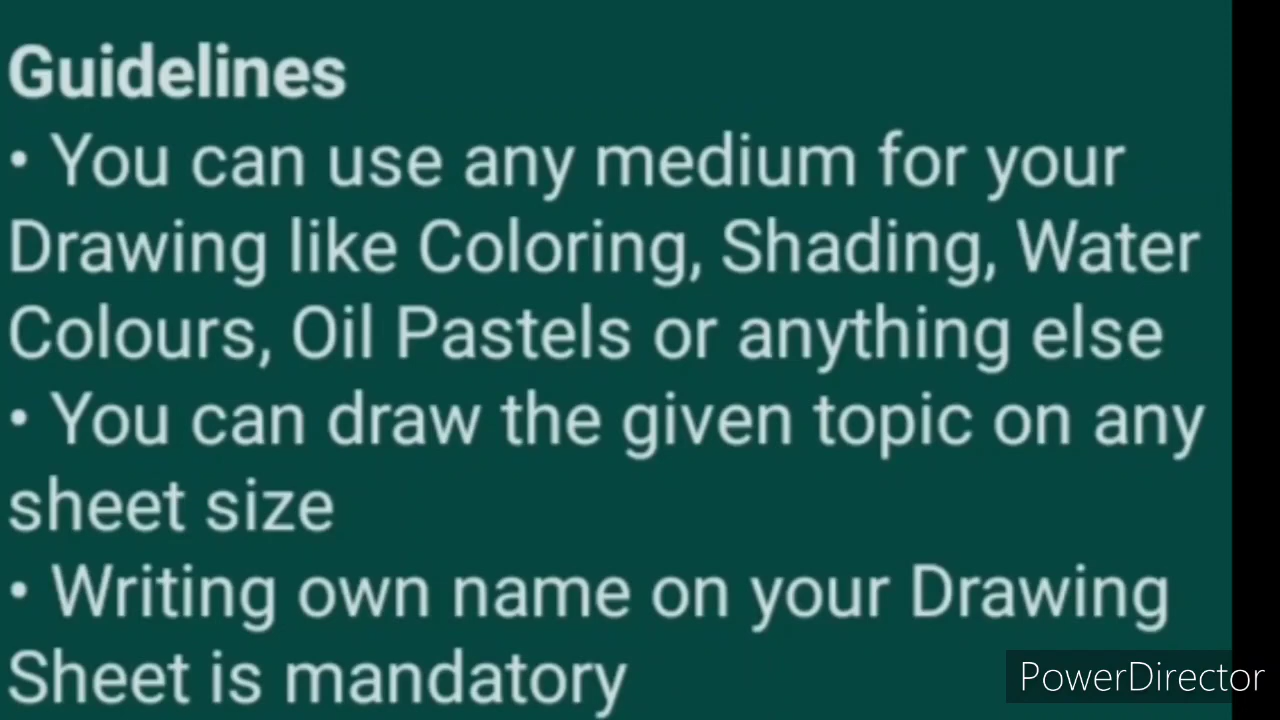 Guidelines
• You can use any medium for your
Drawing like Coloring, Shading, Water
Colours, Oil Pastels or anything else
• You can draw the given topic on any
sheet size
• Writing own name on your Drawing
Sheet is mandatory
PowerDirector